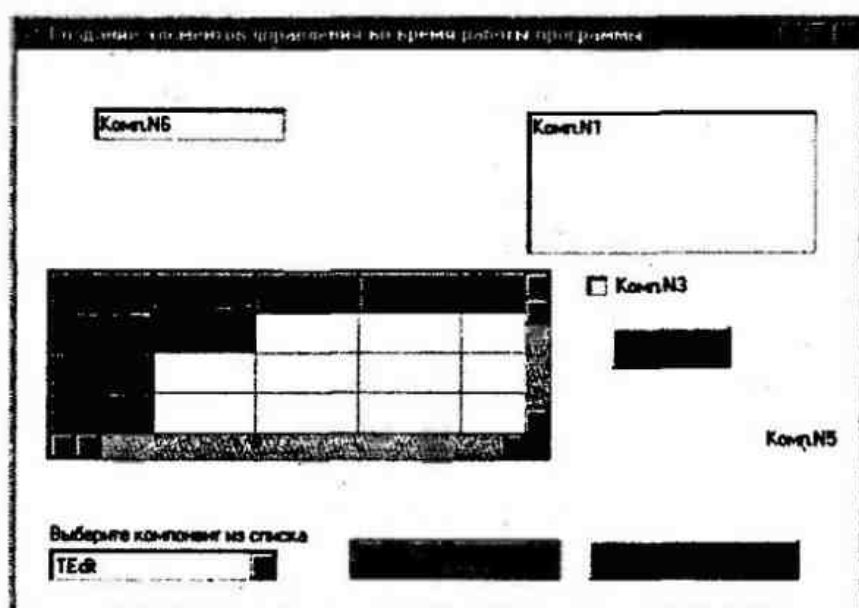 Создание элементов управления во время работы программы
Комп.N6
Комп.N1
Комп.N3
Комп.N5
Выберите компонент из списка
TEdit